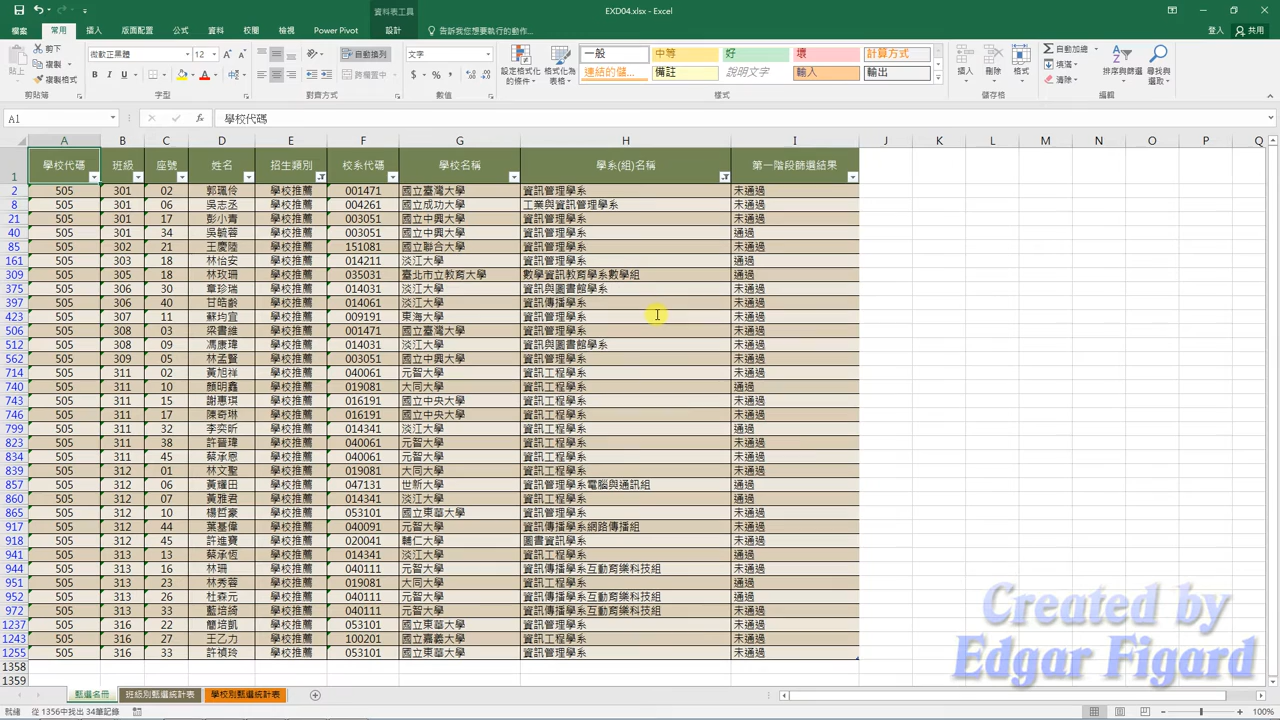 EXD04.xlsx - Excel
資料表工具
檔案 常用 插入 版面配置 公式 資料 校閱 檢視 Power Pivot 設計 告訴我您想要執行的動作... 登入 共用
貼上 剪下 複製 剪貼簿
微軟正黑體 12 字型
自動換列 對齊方式
文字 數值
設定格式化的條件 格式化為表格
一般 中等 好 壞 計算方式
連結的儲... 備註 說明文字 輸入 輸出
樣式
插入 刪除 格式 儲存格
自動加總 填滿 清除 排序與篩選 尋找與選取 編輯
A1 學校代碼
A B C D E F G H I J K L M N O P Q
1 學校代碼 班級 座號 姓名 招生類別 校系代碼 學校名稱 學系(組)名稱 第一階段篩選結果
2 505 301 02 郭珮伶 學校推薦 001471 國立臺灣大學 資訊管理學系 未通過
8 505 301 06 吳志丞 學校推薦 004261 國立成功大學 工業與資訊管理學系 未通過
21 505 301 17 彭小青 學校推薦 003051 國立中興大學 資訊管理學系 未通過
40 505 301 34 吳毓蓉 學校推薦 003051 國立中興大學 資訊管理學系 通過
85 505 302 21 王慶陸 學校推薦 151081 國立聯合大學 資訊管理學系 未通過
161 505 303 18 林怡安 學校推薦 014211 淡江大學 資訊管理學系 通過
309 505 305 18 林玫珊 學校推薦 035031 臺北市立教育大學 數學資訊教育學系數學組 通過
375 505 306 30 章珍瑞 學校推薦 014031 淡江大學 資訊與圖書館學系 未通過
397 505 306 40 甘皓齡 學校推薦 014061 淡江大學 資訊傳播學系 未通過
423 505 307 11 蘇均宜 學校推薦 009191 東海大學 資訊管理學系 未通過
506 505 308 03 梁書維 學校推薦 001471 國立臺灣大學 資訊管理學系 未通過
512 505 308 09 馮康瑋 學校推薦 014031 淡江大學 資訊與圖書館學系 未通過
562 505 309 05 林孟賢 學校推薦 003051 國立中興大學 資訊管理學系 未通過
714 505 311 02 黃旭祥 學校推薦 040061 元智大學 資訊工程學系 未通過
740 505 311 10 顏明鑫 學校推薦 019081 大同大學 資訊工程學系 通過
743 505 311 15 謝惠琪 學校推薦 016191 國立中央大學 資訊工程學系 未通過
746 505 311 17 陳奇琳 學校推薦 016191 國立中央大學 資訊工程學系 未通過
799 505 311 32 李奕昕 學校推薦 014341 淡江大學 資訊工程學系 通過
823 505 311 38 許晉瑋 學校推薦 040061 元智大學 資訊工程學系 未通過
834 505 311 45 蔡承恩 學校推薦 040061 元智大學 資訊工程學系 未通過
839 505 312 01 林文聖 學校推薦 019081 大同大學 資訊工程學系 未通過
857 505 312 06 黃耀田 學校推薦 047131 世新大學 資訊管理學系電腦與通訊組 通過
860 505 312 07 黃雅君 學校推薦 014341 淡江大學 資訊工程學系 未通過
865 505 312 10 楊哲豪 學校推薦 053101 國立東華大學 資訊工程學系 未通過
917 505 312 44 葉基偉 學校推薦 040091 元智大學 資訊傳播學系網路傳播組 未通過
918 505 312 45 許進寶 學校推薦 020041 輔仁大學 圖書資訊學系 未通過
941 505 313 13 蔡承恆 學校推薦 014341 淡江大學 資訊工程學系 通過
944 505 313 16 林珊 學校推薦 040111 元智大學 資訊傳播學系互動育樂科技組 未通過
951 505 313 23 林秀蓉 學校推薦 019081 大同大學 資訊工程學系 通過
952 505 313 26 杜森元 學校推薦 040111 元智大學 資訊傳播學系互動育樂科技組 通過
972 505 313 33 藍培綺 學校推薦 040111 元智大學 資訊傳播學系互動育樂科技組 未通過
1237 505 316 22 簡培凱 學校推薦 053101 國立東華大學 資訊工程學系 未通過
1243 505 316 27 王乙力 學校推薦 100201 國立嘉義大學 資訊工程學系 未通過
1255 505 316 33 許禎玲 學校推薦 053101 國立東華大學 資訊工程學系 未通過
1358
1359
Created by
Edgar Figord
甄選名冊 班級別甄選統計表 學校別甄選統計表
就緒 從 1356中找出 34筆記錄 100%